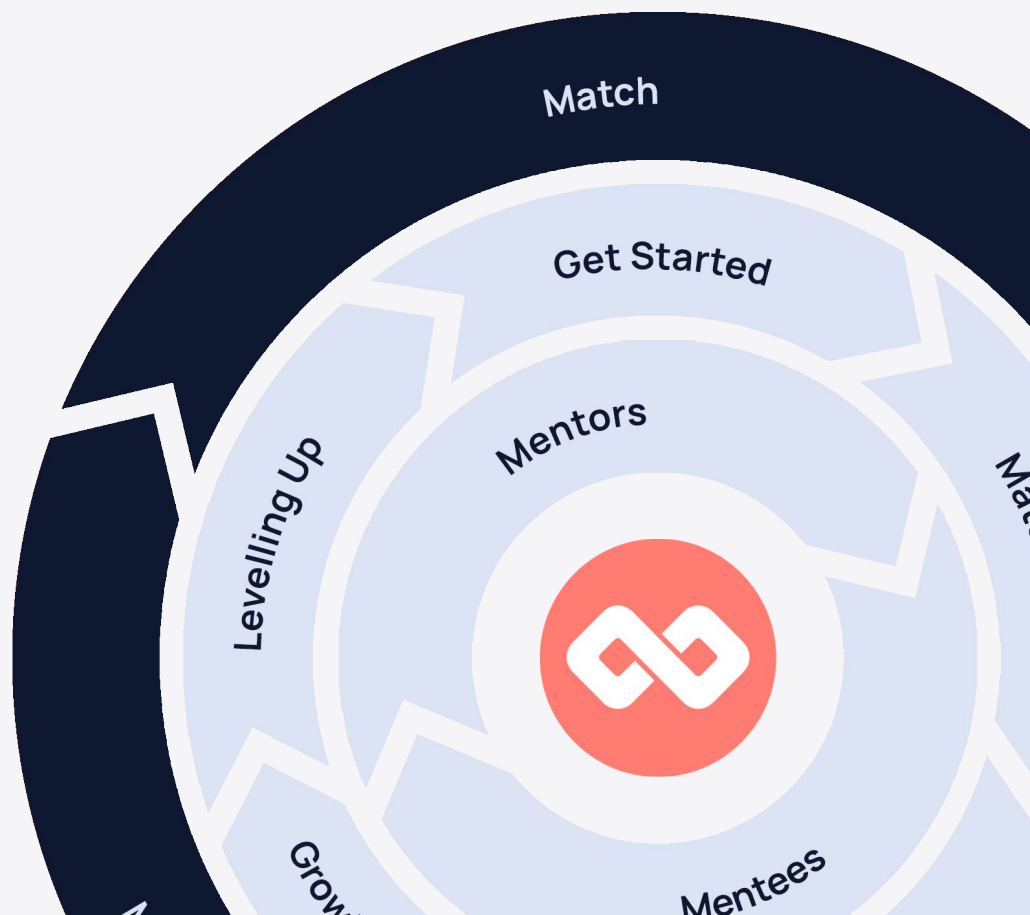 Match
Get Started
Mentors
Levelling Up
Mentees